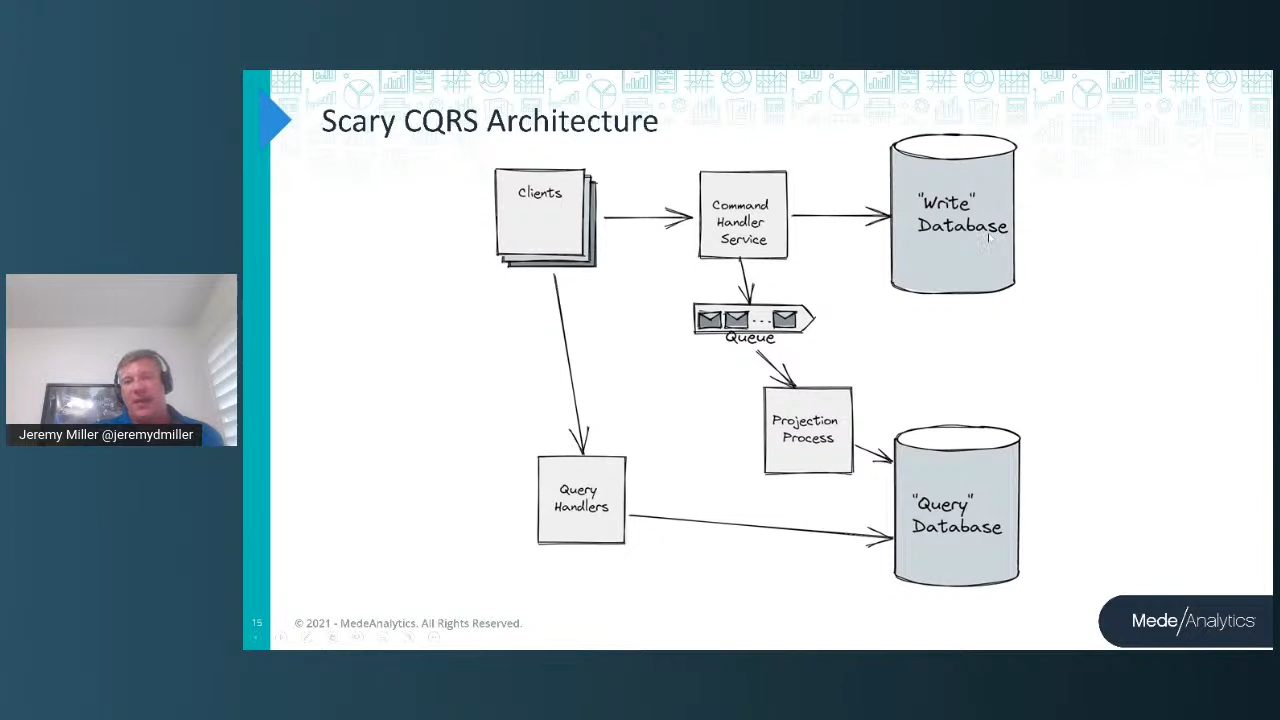 Scary CQRS Architecture
Clients
Command
Handler
Service
"Write"
Database
Queue
Projection
Process
Query
Handlers
"Query"
Database
Jeremy Miller @jeremydmiller
15
© 2021 - MedeAnalytics. All Rights Reserved.
Mede/Analytics